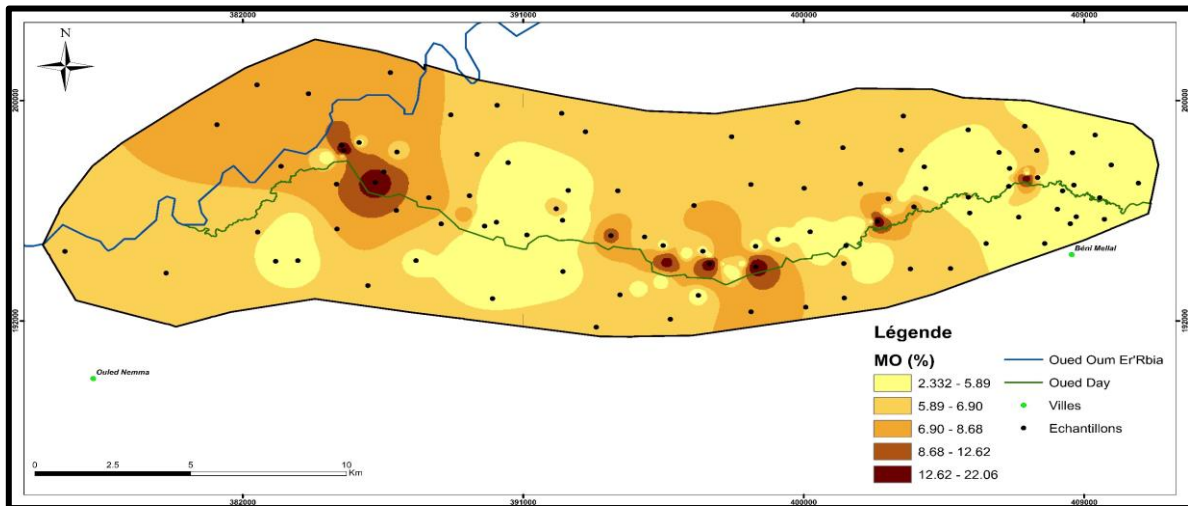 382000 391000 400000 409000
N
200000 200000
192000 192000
Béni Mellal
Ouled Nemma
Légende
MO (%)
2.332 - 5.89
5.89 - 6.90
6.90 - 8.68
8.68 - 12.62
12.62 - 22.06
Oued Oum Er'Rbia
Oued Day
Villes
Echantillons
0 2.5 5 10
Km
382000 391000 400000 409000